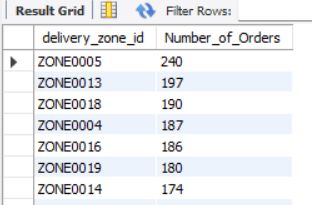 Result Grid Filter Rows:
delivery_zone_id Number_of_Orders
ZONE0005 240
ZONE0013 197
ZONE0018 190
ZONE0004 187
ZONE0016 186
ZONE0019 180
ZONE0014 174